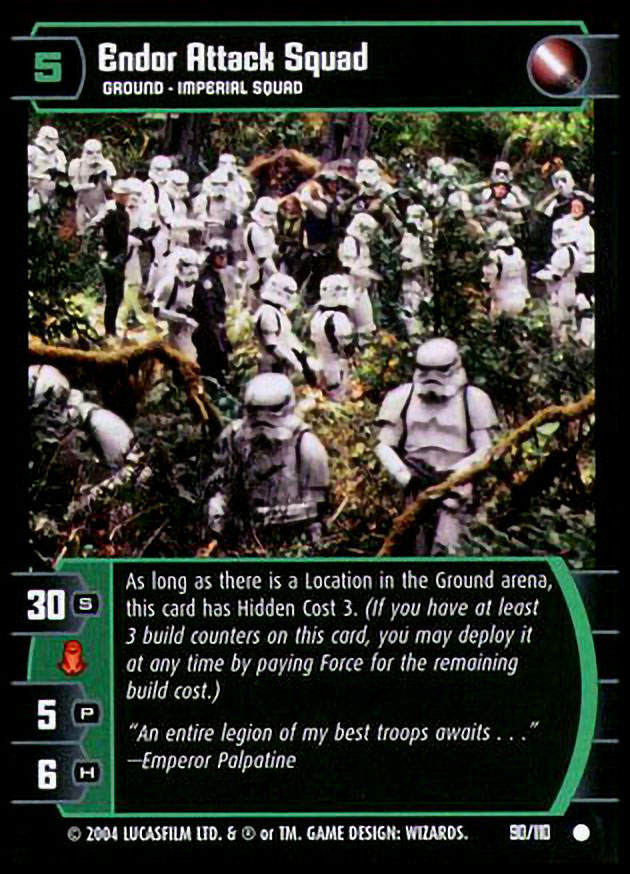 5
Endor Attack Squad
GROUND - IMPERIAL SQUAD
As long as there is a Location in the Ground arena,
this card has Hidden Cost 3. (If you have at least
3 build counters on this card, you may deploy it
at any time by paying Force for the remaining
build cost.)
"An entire legion of my best troops awaits . . ."
—Emperor Palpatine
30 S
5 P
6 H
© 2004 LUCASFILM LTD. & ® or TM. GAME DESIGN: WIZARDS.
90/110